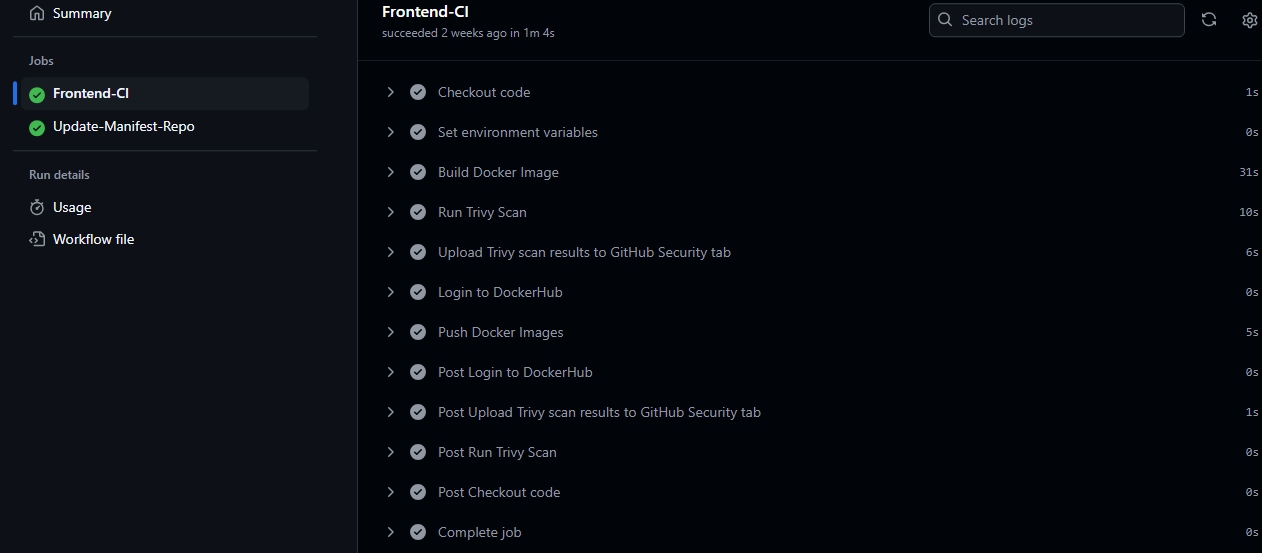 Summary
Jobs
Frontend-CI
Update-Manifest-Repo
Run details
Usage
Workflow file
Frontend-CI
succeeded 2 weeks ago in 1m 4s
Search logs
Checkout code 1s
Set environment variables 0s
Build Docker Image 31s
Run Trivy Scan 10s
Upload Trivy scan results to GitHub Security tab 6s
Login to DockerHub 0s
Push Docker Images 5s
Post Login to DockerHub 0s
Post Upload Trivy scan results to GitHub Security tab 1s
Post Run Trivy Scan 0s
Post Checkout code 0s
Complete job 0s